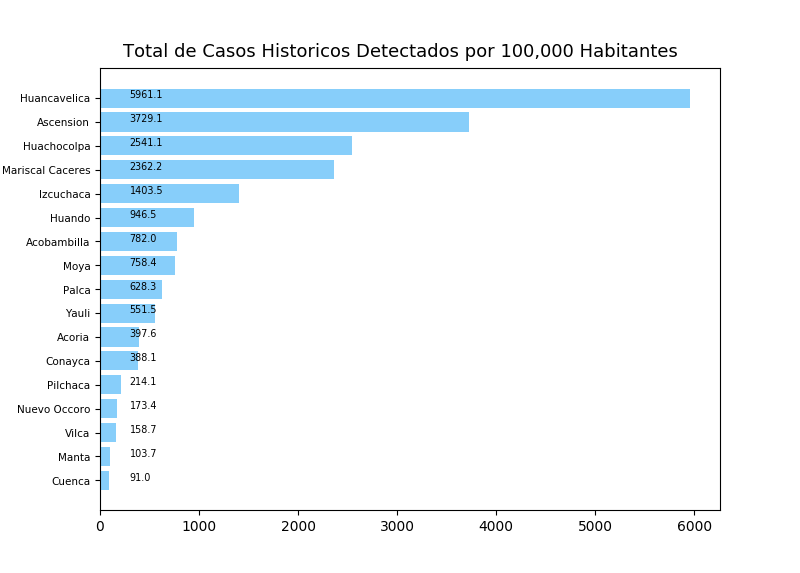 Total de Casos Historicos Detectados por 100,000 Habitantes
Huancavelica 5961.1
Ascension 3729.1
Huachocolpa 2541.1
Mariscal Caceres 2362.2
Izcuchaca 1403.5
Huando 946.5
Acobambilla 782.0
Moya 758.4
Palca 628.3
Yauli 551.5
Acoria 397.6
Conayca 388.1
Pilchaca 214.1
Nuevo Occoro 173.4
Vilca 158.7
Manta 103.7
Cuenca 91.0
0 1000 2000 3000 4000 5000 6000